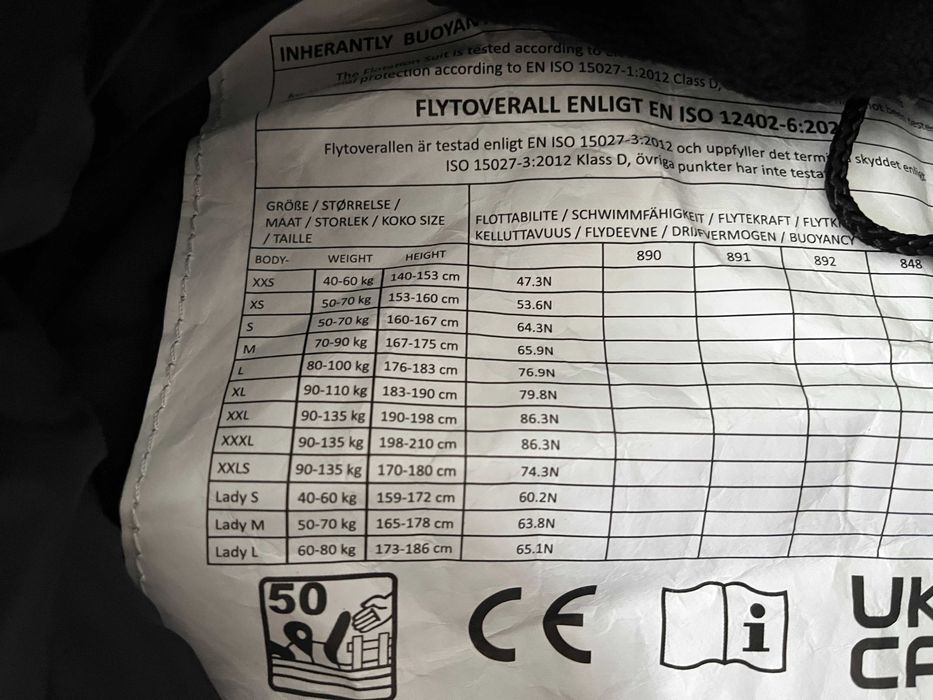 INHERANTLY BUOYAN
The Flotation Suit is tested according to
protection according to EN ISO 15027-1:2012 Class D,
FLYTOVERALL ENLIGT EN ISO 12402-6:202
Flytoverallen är testad enligt EN ISO 15027-3:2012 och uppfyller det term skyddet enligt
ISO 15027-3:2012 Klass D, övriga punkter har inte testa
GRÖßE / STØRRELSE /
MAAT / STORLEK / KOKO SIZE
/ TAILLE
FLOTTABILITE / SCHWIMMFÄHIGKEIT / FLYTEKRAFT / FLYTK
KELLUTTAVUUS / FLYDEEVNE / DRIJFVERMOGEN / BUOYANCY
BODY- WEIGHT HEIGHT 890 891 892 848
XXS 40-60 kg 140-153 cm 47.3N
XS 50-70 kg 153-160 cm 53.6N
S 50-70 kg 160-167 cm 64.3N
M 70-90 kg 167-175 cm 65.9N
L 80-100 kg 176-183 cm 76.9N
XL 90-110 kg 183-190 cm 79.8N
XXL 90-135 kg 190-198 cm 86.3N
XXXL 90-135 kg 198-210 cm 86.3N
XXLS 90-135 kg 170-180 cm 74.3N
Lady S 40-60 kg 159-172 cm 60.2N
Lady M 50-70 kg 165-178 cm 63.8N
Lady L 60-80 kg 173-186 cm 65.1N
50
CE
i
UK
CA